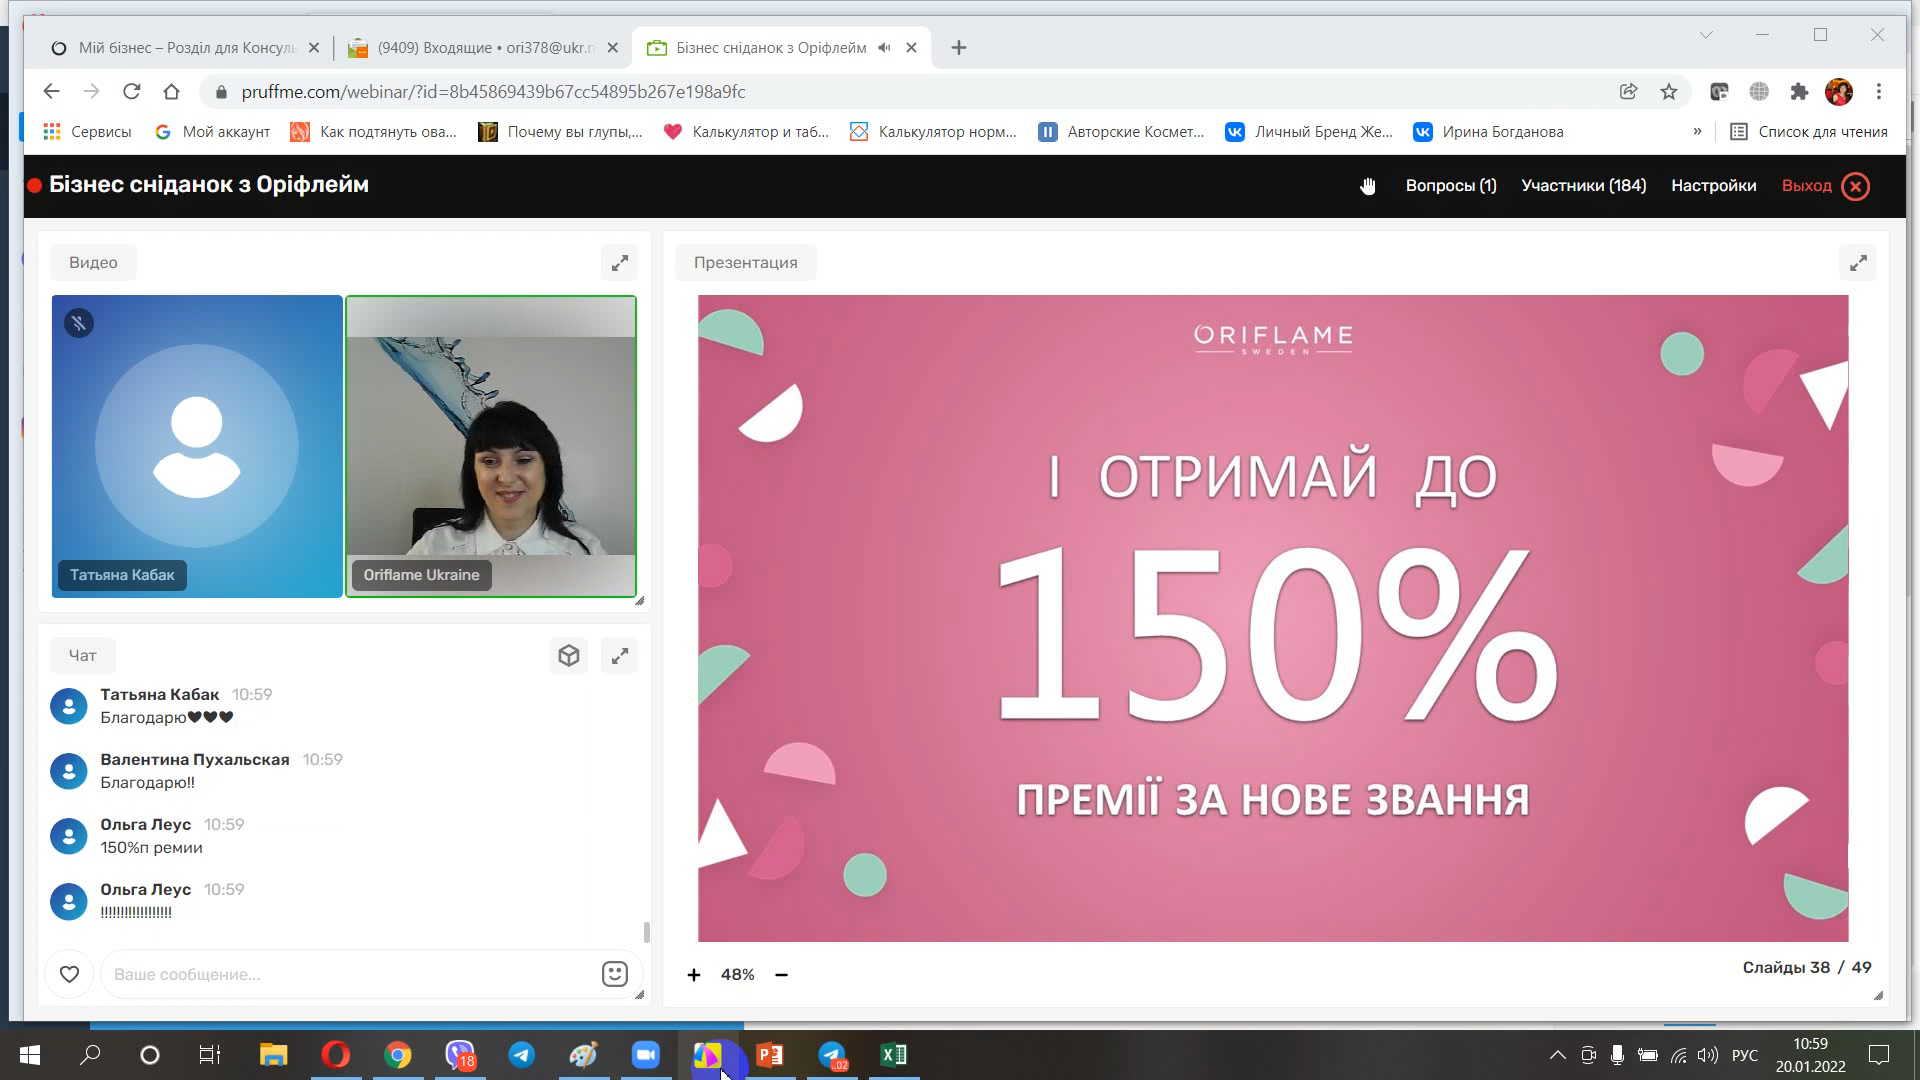 Мій бізнес – Розділ для Консуль
(9409) Входящие • ori378@ukr.n
Бізнес сніданок з Оріфлейм
pruffme.com/webinar/?id=8b45869439b67cc54895b267e198a9fc
Сервисы
Мой аккаунт
Как подтянуть ова...
Почему вы глупы,...
Калькулятор и таб...
Калькулятор норм...
Авторские Космет...
Личный Бренд Же...
Ирина Богданова
»
Список для чтения
Бізнес сніданок з Оріфлейм
Вопросы (1)
Участники (184)
Настройки
Выход
Видео
Татьяна Кабак
Oriflame Ukraine
Чат
Татьяна Кабак 10:59
Благодарю🖤🖤🖤
Валентина Пухальская 10:59
Благодарю!!
Ольга Леус 10:59
150%п ремии
Ольга Леус 10:59
!!!!!!!!!!!!!!!!!!
Ваше сообщение...
Презентация
ORIFLAME
SWEDEN
І ОТРИМАЙ ДО
150%
ПРЕМІЇ ЗА НОВЕ ЗВАННЯ
+ 48% −
Слайды 38 / 49
18
02
РУС
10:59
20.01.2022